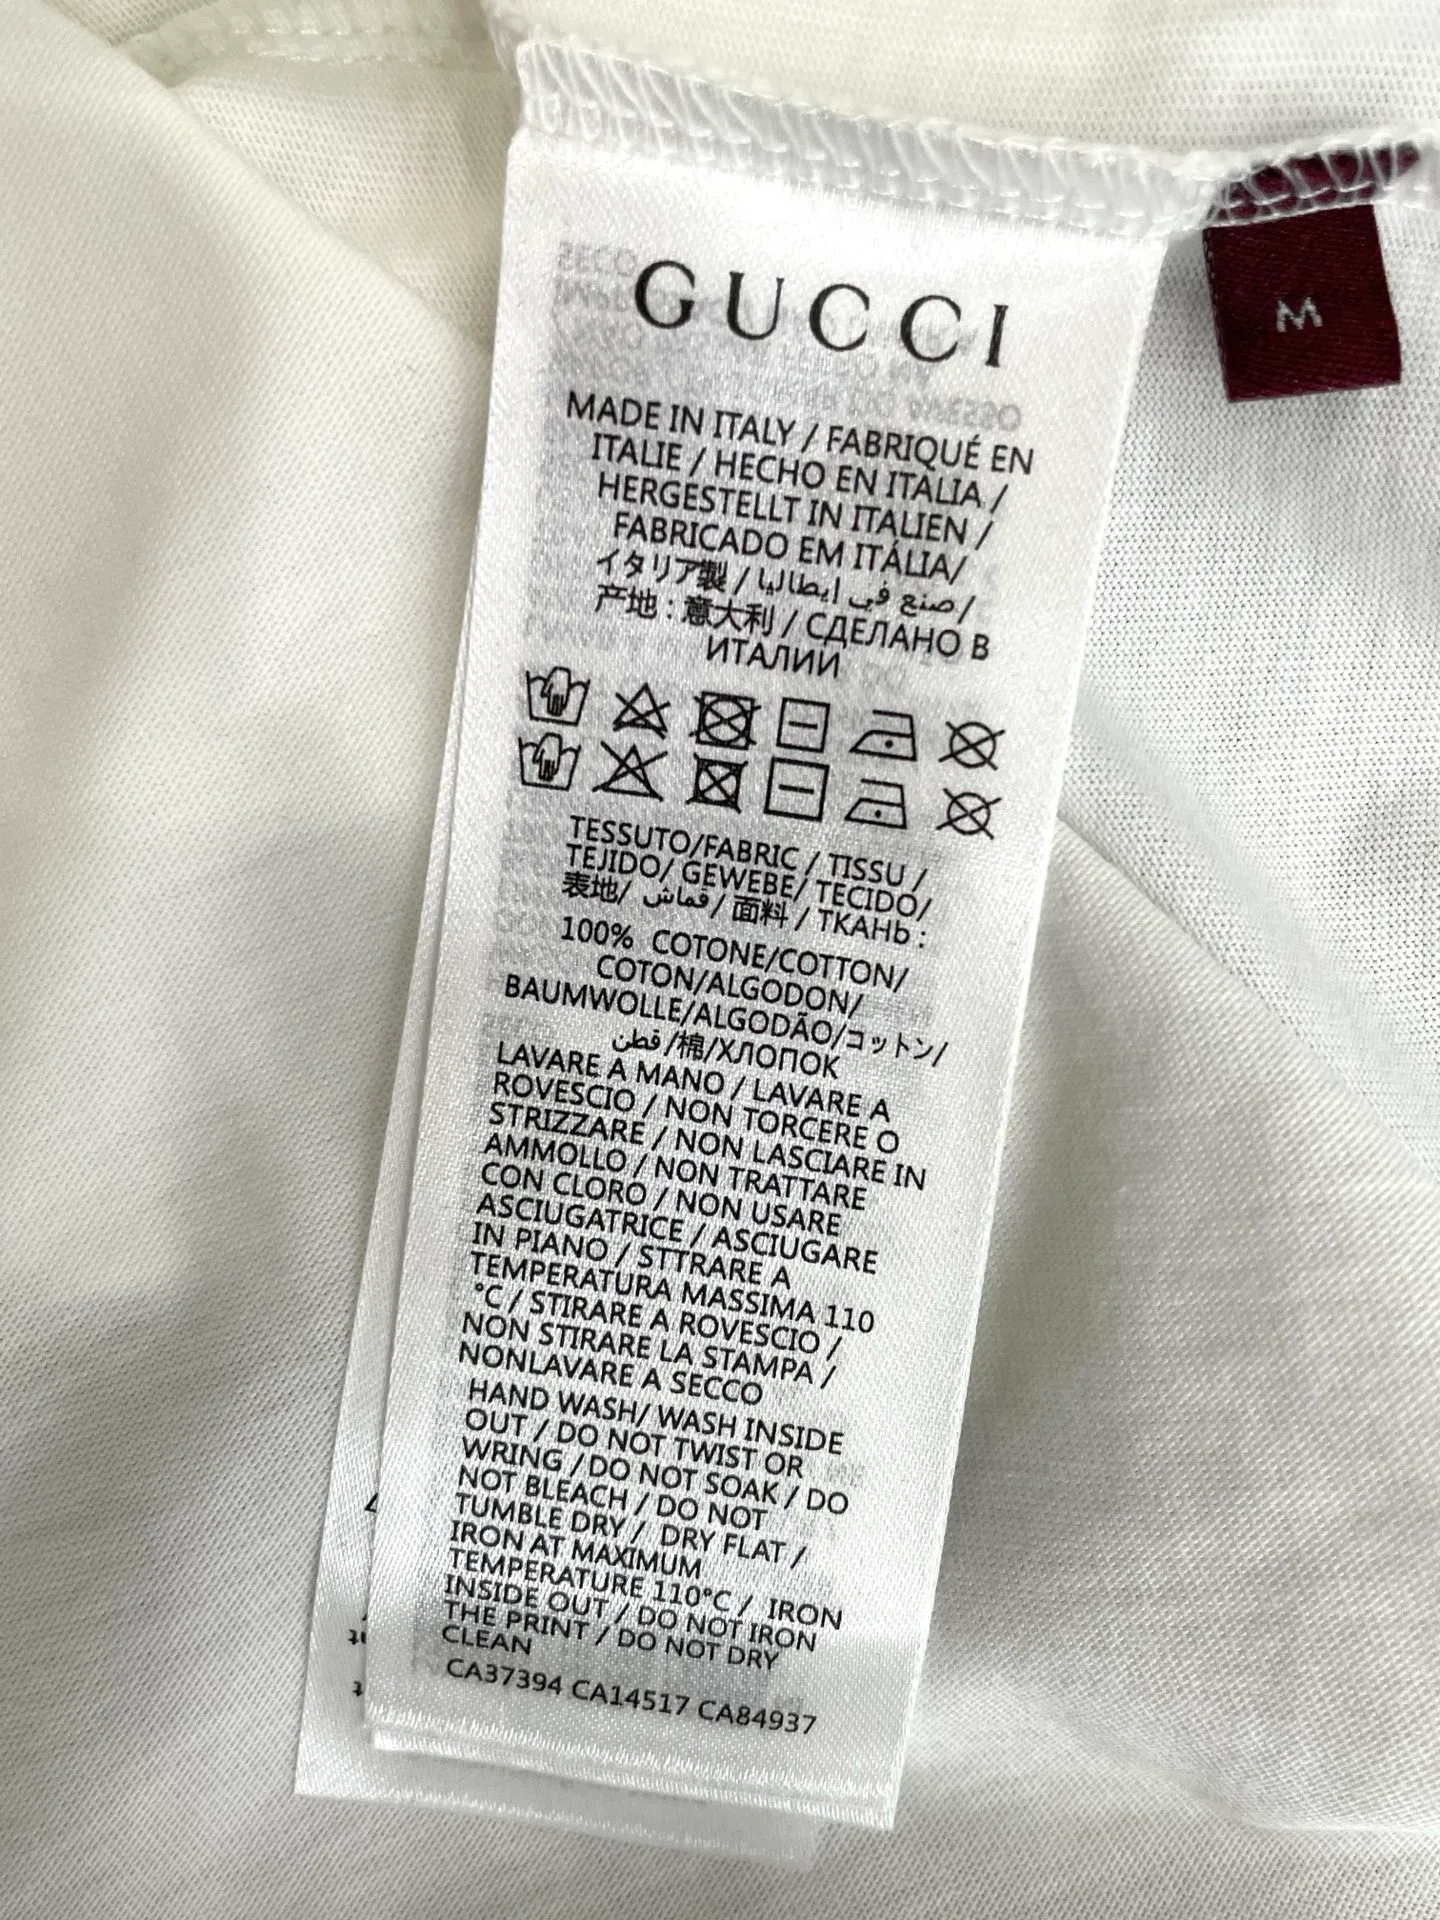 GUCCI
M
MADE IN ITALY / FABRIQUÉ EN
ITALIE / HECHO EN ITALIA /
HERGESTELLT IN ITALIEN /
FABRICADO EM ITÁLIA/
イタリア製 / صنع في إيطاليا /
产地 : 意大利 / СДЕЛАНО В
ИТАЛИИ
TESSUTO/FABRIC / TISSU /
TEJIDO/ GEWEBE/ TECIDO/
表地/ قماش / 面料 / ТКАНЬ :
100% COTONE/COTTON/
COTON/ALGODON/
BAUMWOLLE/ALGODÃO/コットン/
قطن /棉/ХЛОПОК
LAVARE A MANO / LAVARE A
ROVESCIO / NON TORCERE O
STRIZZARE / NON LASCIARE IN
AMMOLLO / NON TRATTARE
CON CLORO / NON USARE
ASCIUGATRICE / ASCIUGARE
IN PIANO / STTRARE A
TEMPERATURA MASSIMA 110
°C / STIRARE A ROVESCIO /
NON STIRARE LA STAMPA /
NONLAVARE A SECCO
HAND WASH/ WASH INSIDE
OUT / DO NOT TWIST OR
WRING / DO NOT SOAK / DO
NOT BLEACH / DO NOT
TUMBLE DRY / DRY FLAT /
IRON AT MAXIMUM
TEMPERATURE 110°C / IRON
INSIDE OUT / DO NOT IRON
THE PRINT / DO NOT DRY
CLEAN
CA37394 CA14517 CA84937